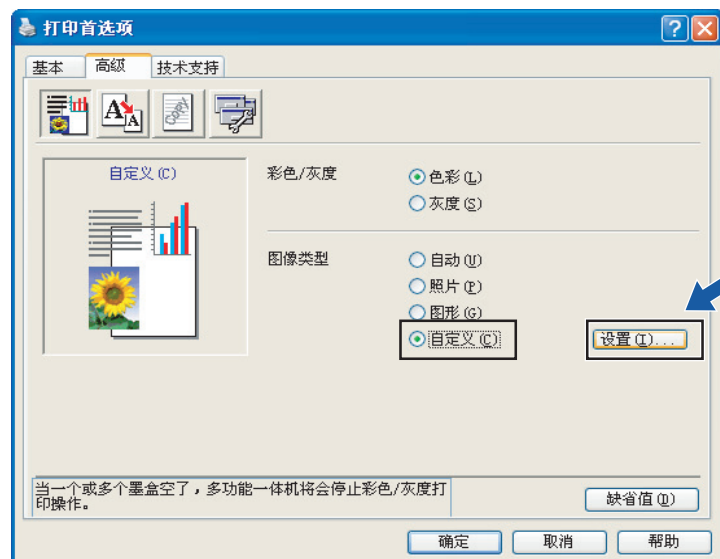 打印首选项
基本 高级 技术支持
自定义(C)
彩色/灰度
色彩(L)
灰度(S)
图像类型
自动(U)
照片(P)
图形(G)
自定义(C)
设置(I)...
当一个或多个墨盒空了，多功能一体机将会停止彩色/灰度打
印操作。
缺省值(D)
确定 取消 帮助